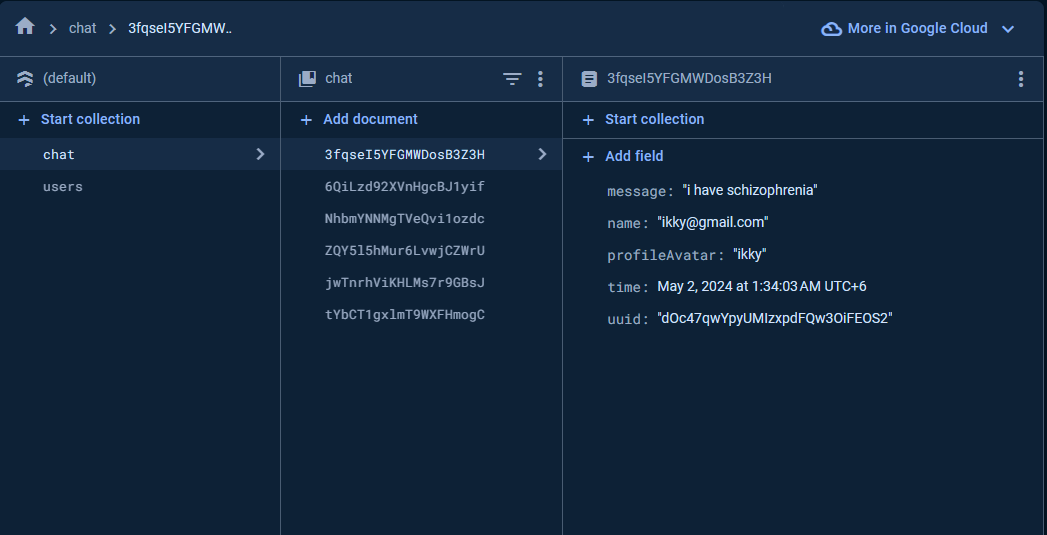 chat
3fqseI5YFGMW..
More in Google Cloud
(default)
chat
3fqseI5YFGMWDosB3Z3H
Start collection
Add document
Start collection
chat
users
3fqseI5YFGMWDosB3Z3H
6QiLzd92XVnHgcBJ1yif
NhbmYNNMgTVeQvi1ozdc
ZQY5l5hMur6LvwjCZWrU
jwTnrhViKHLMs7r9GBsJ
tYbCT1gxlmT9WXFHmogC
Add field
message: "i have schizophrenia"
name: "ikky@gmail.com"
profileAvatar: "ikky"
time: May 2, 2024 at 1:34:03 AM UTC+6
uuid: "dOc47qwYpyUMIzxpdFQw3OiFEOS2"